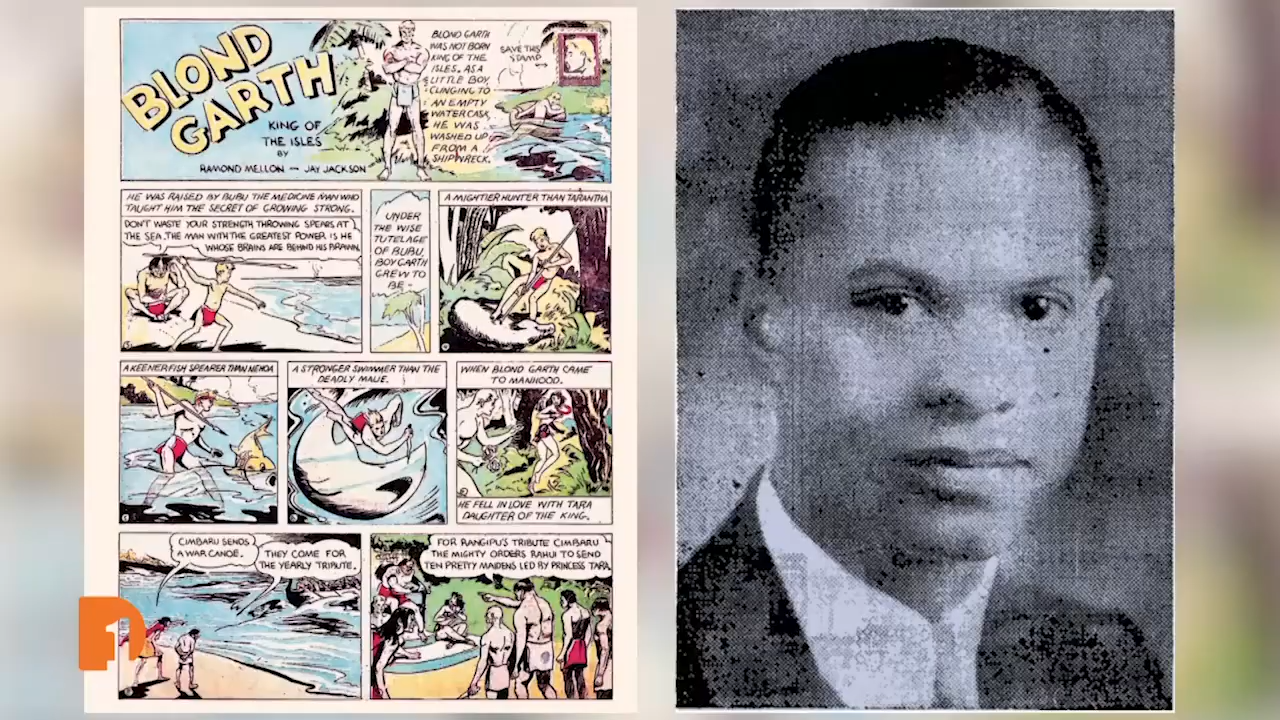 BLOND
GARTH
KING OF
THE ISLES
BY
RAMOND MELLON — JAY JACKSON
BLOND GARTH
WAS NOT BORN
KING OF THE
ISLES. AS A
LITTLE BOY,
CLINGING TO
AN EMPTY
WATER CASK,
HE WAS
WASHED UP
FROM A
SHIPWRECK.
SAVE THIS
STAMP
HE WAS RAISED BY BUBU THE MEDICINE MAN WHO
TAUGHT HIM THE SECRET OF GROWING STRONG.
DON'T WASTE YOUR STRENGTH THROWING SPEARS AT
THE SEA. THE MAN WITH THE GREATEST POWER IS HE
WHOSE BRAINS ARE BEHIND HIS BRAWN.
UNDER
THE WISE
TUTELAGE
OF BUBU,
BOY GARTH
GREW TO
BE -
A MIGHTIER HUNTER THAN TARANTHA
A KEENER FISH SPEARER THAN NEHOA
A STRONGER SWIMMER THAN THE
DEADLY MALIE.
WHEN BLOND GARTH CAME
TO MANHOOD.
HE FELL IN LOVE WITH TARA
DAUGHTER OF THE KING.
CIMBARU SENDS
A WAR CANOE.
THEY COME FOR
THE YEARLY TRIBUTE.
FOR RANGIPU'S TRIBUTE CIMBARU
THE MIGHTY ORDERS RAHUI TO SEND
TEN PRETTY MAIDENS LED BY PRINCESS TARA.
1